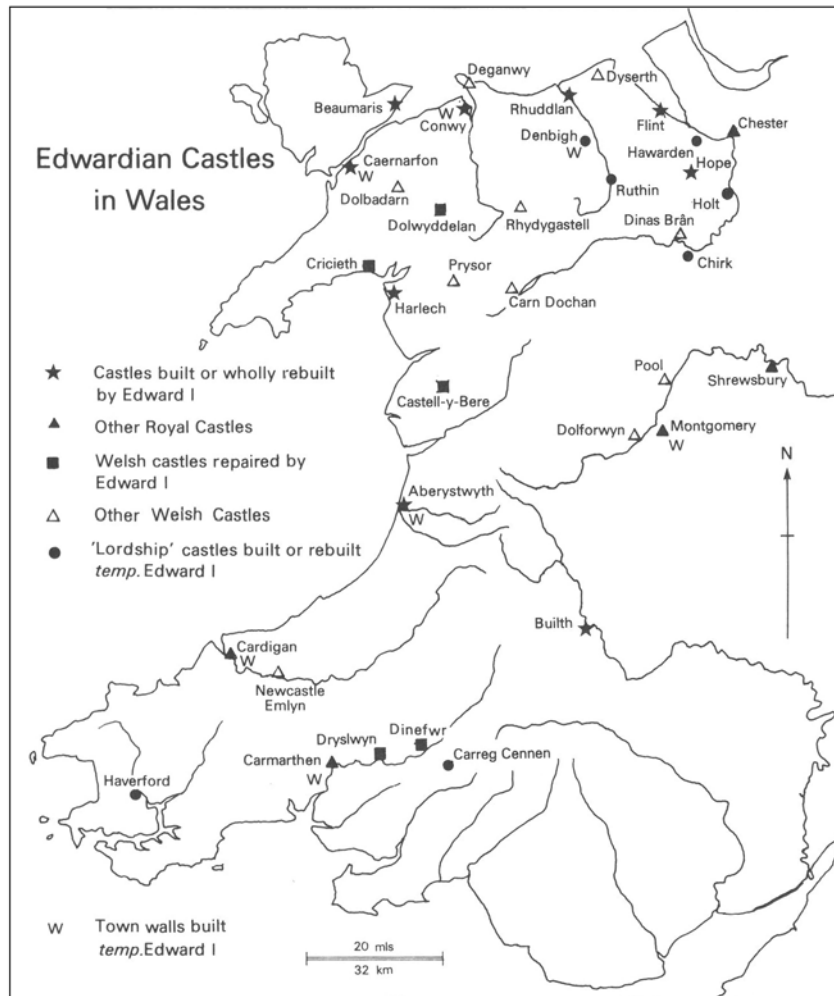 Deganwy
Dyserth
Beaumaris
W
Conwy
Rhuddlan
Flint
Chester
Denbigh
W
Hawarden
Edwardian Castles
in Wales
Caernarfon
W
Hope
Dolbadarn
Ruthin
Holt
Dolwyddelan
Rhydygastell
Dinas Brân
Cricieth
Prysor
Chirk
Harlech
Carn Dochan
Castles built or wholly rebuilt
by Edward I
Pool
Shrewsbury
Castell-y-Bere
Other Royal Castles
Dolforwyn
Montgomery
W
Welsh castles repaired by
Edward I
N
Aberystwyth
W
Other Welsh Castles
'Lordship' castles built or rebuilt
temp. Edward I
Builth
Cardigan
W
Newcastle
Emlyn
Dryslwyn
Dinefwr
Carmarthen
W
Carreg Cennen
Haverford
W Town walls built
temp. Edward I
20 mls
32 km